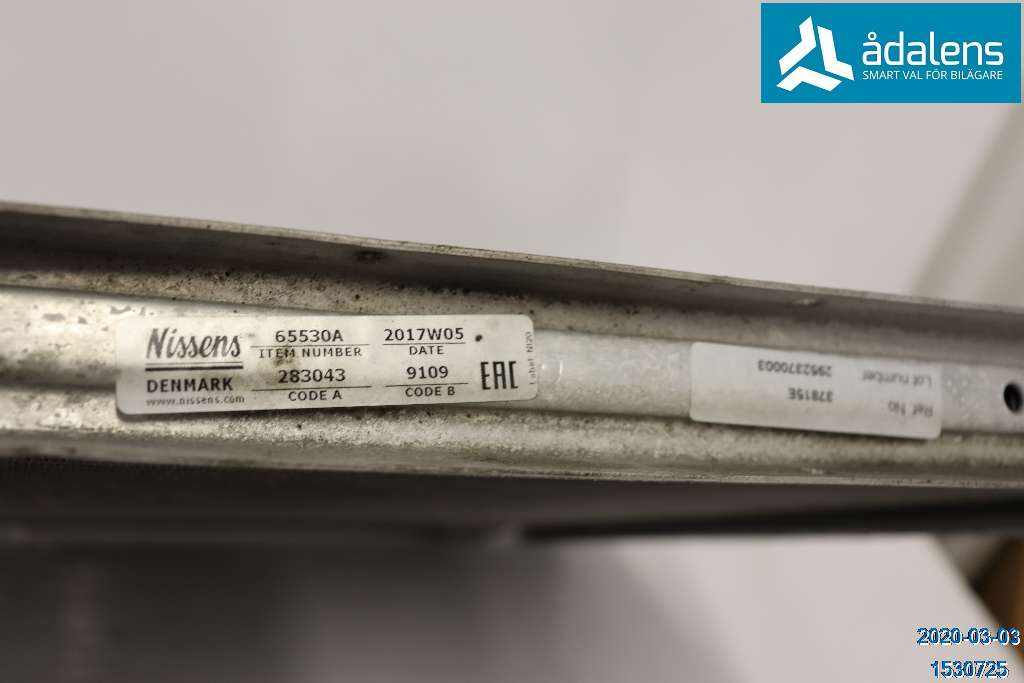 ådalens
SMART VAL FÖR BILÄGARE
Nissens
DENMARK
www.nissens.com
65530A
ITEM NUMBER
283043
CODE A
2017W05
DATE
9109
CODE B
EAC
Label N120
Ref. No. 37815E
Lot number 2952370003
2020-03-03
1530725